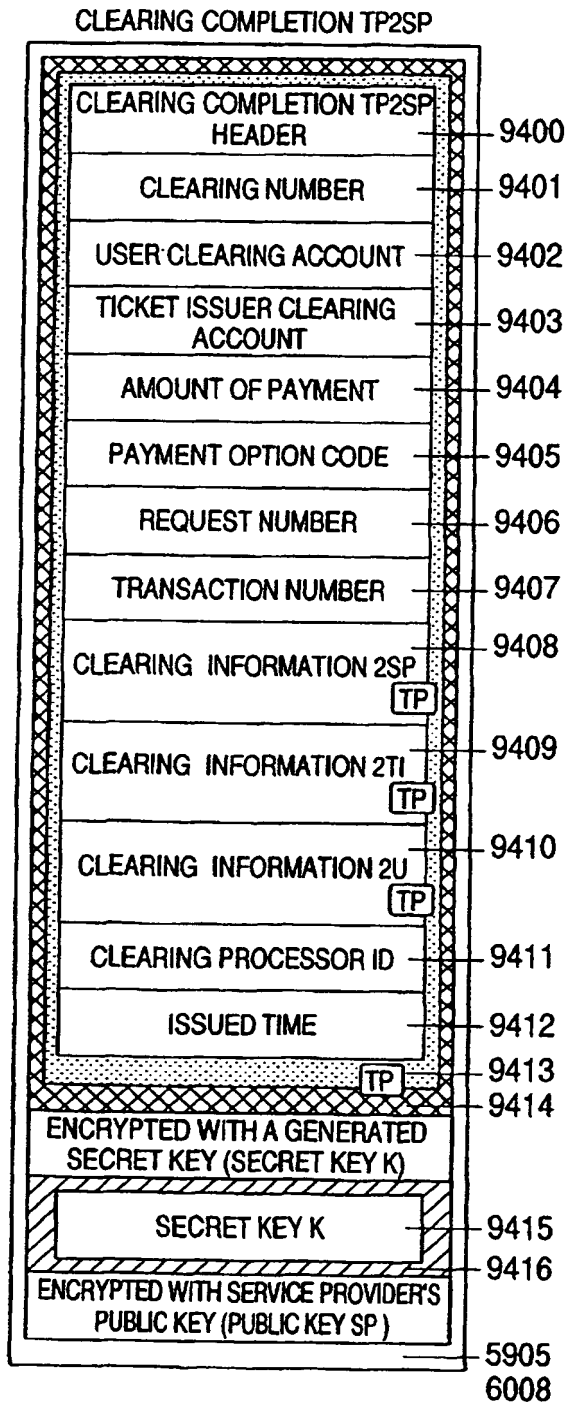 CLEARING COMPLETION TP2SP
CLEARING COMPLETION TP2SP
HEADER
9400
CLEARING NUMBER
9401
USER CLEARING ACCOUNT
9402
TICKET ISSUER CLEARING
ACCOUNT
9403
AMOUNT OF PAYMENT
9404
PAYMENT OPTION CODE
9405
REQUEST NUMBER
9406
TRANSACTION NUMBER
9407
CLEARING INFORMATION 2SP
9408
TP
CLEARING INFORMATION 2TI
9409
TP
CLEARING INFORMATION 2U
9410
TP
CLEARING PROCESSOR ID
9411
ISSUED TIME
9412
TP
9413
9414
ENCRYPTED WITH A GENERATED
SECRET KEY (SECRET KEY K)
SECRET KEY K
9415
9416
ENCRYPTED WITH SERVICE PROVIDER'S
PUBLIC KEY (PUBLIC KEY SP)
5905
6008